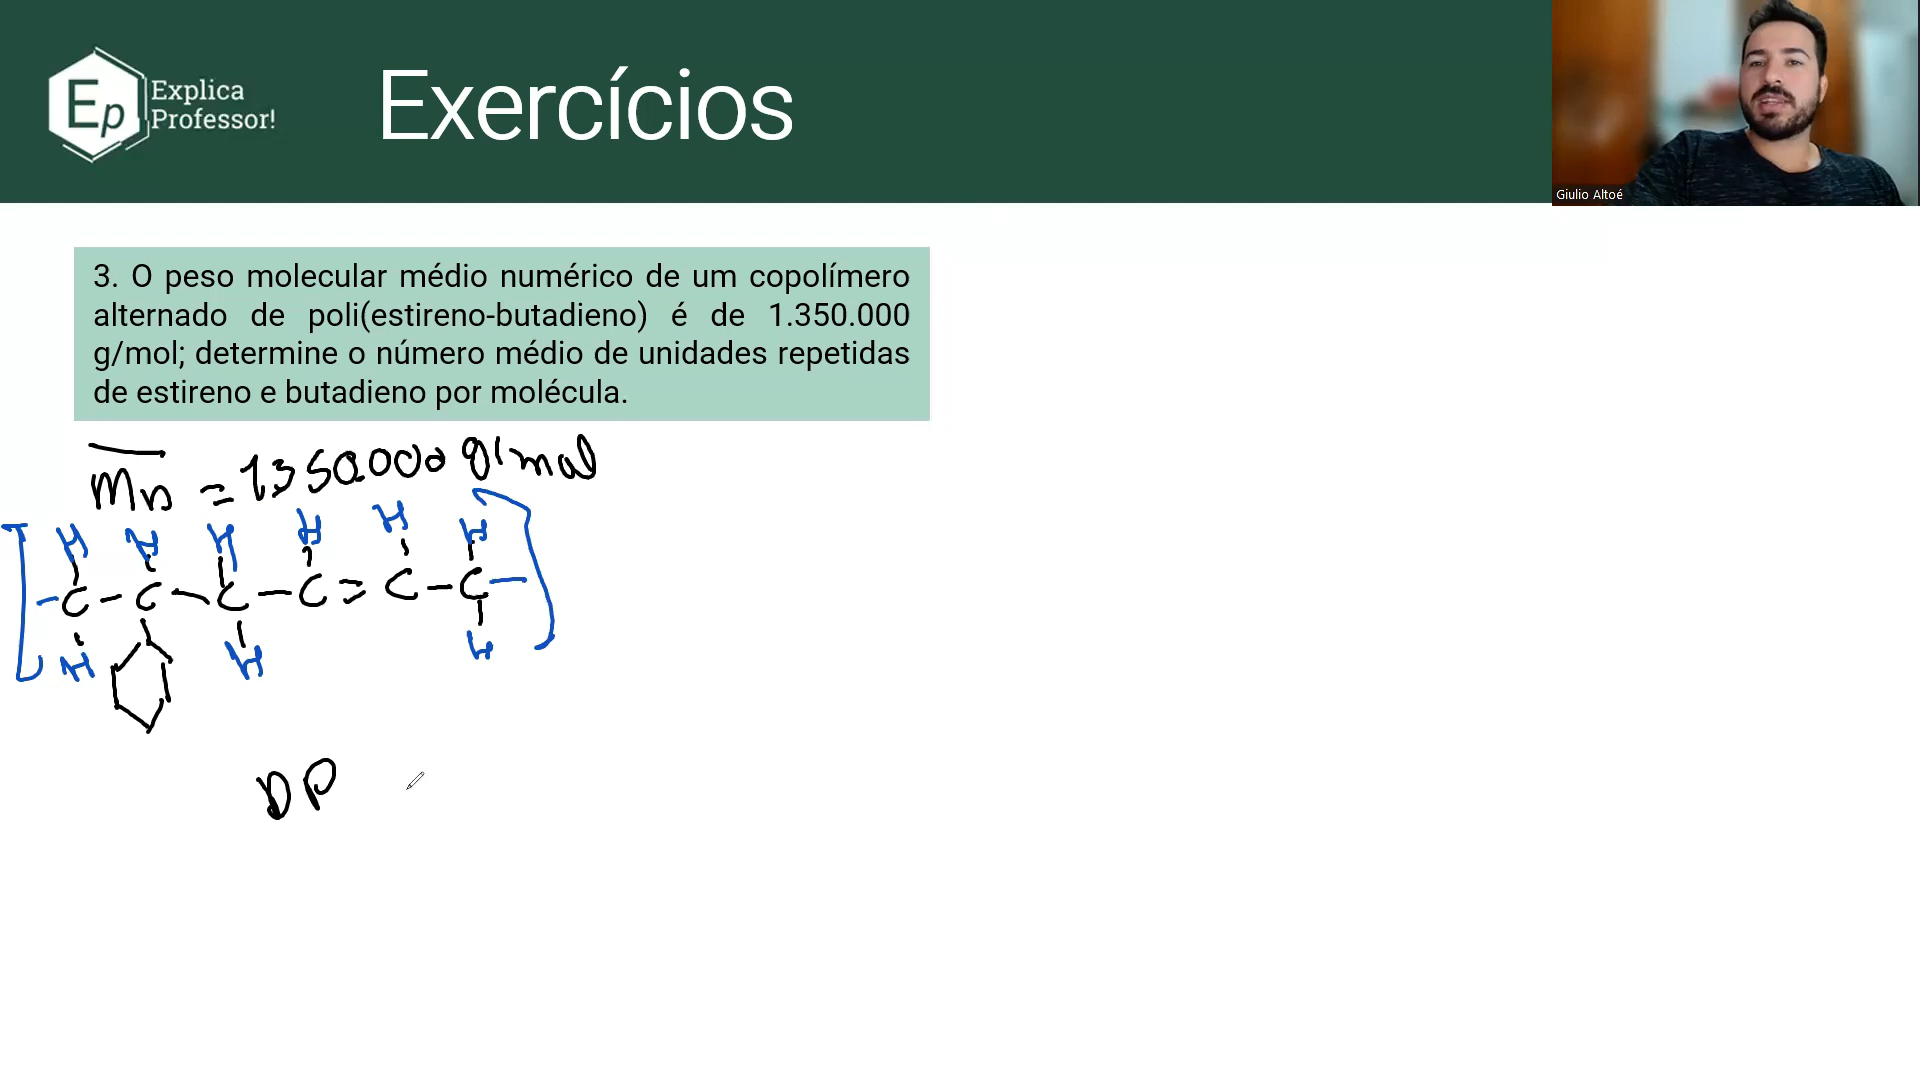 Ep
Explica
Professor!
Exercícios
Giulio Altoé
3. O peso molecular médio numérico de um copolímero
alternado de poli(estireno-butadieno) é de 1.350.000
g/mol; determine o número médio de unidades repetidas
de estireno e butadieno por molécula.
Mn = 1350.000 g/mol
H H H H H H
- C - C - C - C = C - C -
H H H
DP